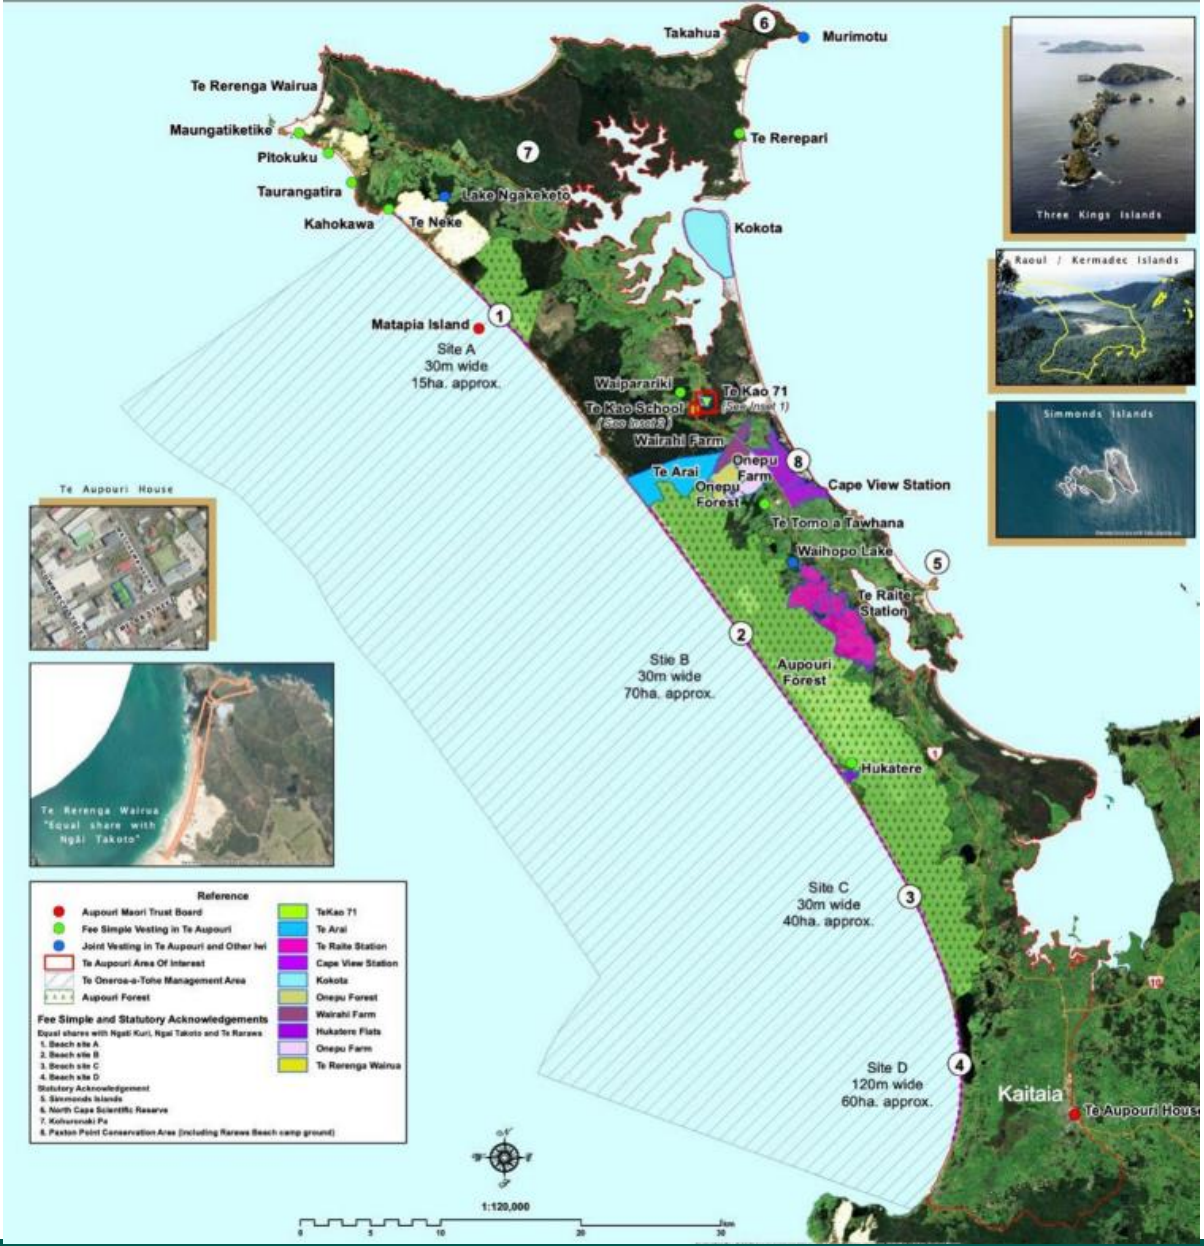 Takahua
6
Murimotu
Te Rerenga Wairua
Maungatiketike
Te Rerepari
7
Pitokuku
Taurangatira
Lake Ngakeketo
Kahokawa
Te Neke
Kokota
Three Kings Islands
Raoul / Kermadec Islands
1
Matapia Island
Site A
30m wide
15ha. approx.
Waiparariki
Te Kao 71
(See Inset 1)
Te Kao School
(See Inset 2)
Simmonds Islands
Wairahi Farm
Te Arai
Onepu
Farm
8
Onepu
Forest
Cape View Station
Te Tomo a Tawhana
Te Aupouri House
Waihopo Lake
5
Te Raite
Station
2
Stie B
30m wide
70ha. approx.
Aupouri
Forest
1
Hukatere
Te Rerenga Wairua
"Equal share with
Ngāi Takoto"
Site C
30m wide
40ha. approx.
3
10
Site D
120m wide
60ha. approx.
4
Kaitaia
Te Aupouri House
Reference
Aupouri Maori Trust Board
Fee Simple Vesting in Te Aupouri
Joint Vesting in Te Aupouri and Other Iwi
Te Aupouri Area Of Interest
Te Oneroa-a-Tohe Management Area
Aupouri Forest
TeKao 71
Te Arai
Te Raite Station
Cape View Station
Kokota
Onepu Forest
Wairahi Farm
Hukatere Flats
Onepu Farm
Te Rerenga Wairua
Fee Simple and Statutory Acknowledgements
Equal shares with Ngati Kuri, Ngai Takoto and Te Rarawa
1. Beach site A
2. Beach site B
3. Beach site C
4. Beach site D
Statutory Acknowledgement
5. Simmonds Islands
6. North Cape Scientific Reserve
7. Kohuronaki Pa
8. Paxton Point Conservation Area (including Rarawa Beach camp ground)
1:120,000
0 5 10 20 30 km